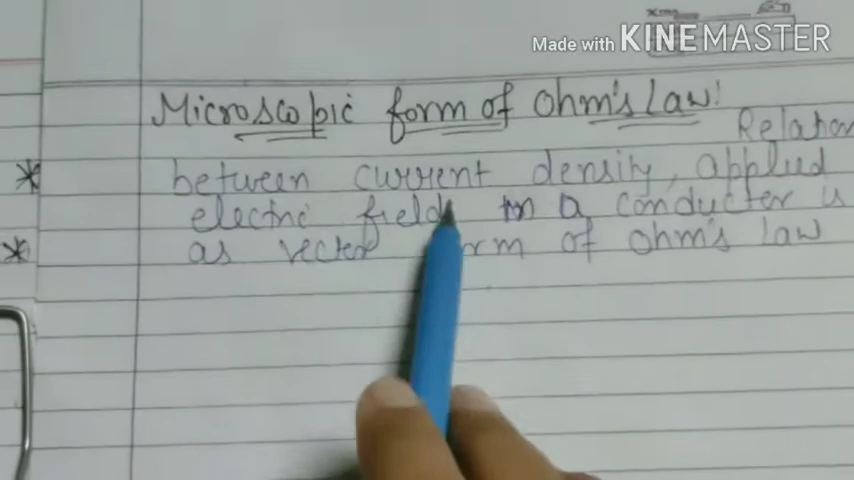 Made with KINEMASTER
Microscopic form of Ohm's Law:
Relation
between current density, applied
electric field in a conductor is
as vector form of Ohm's law